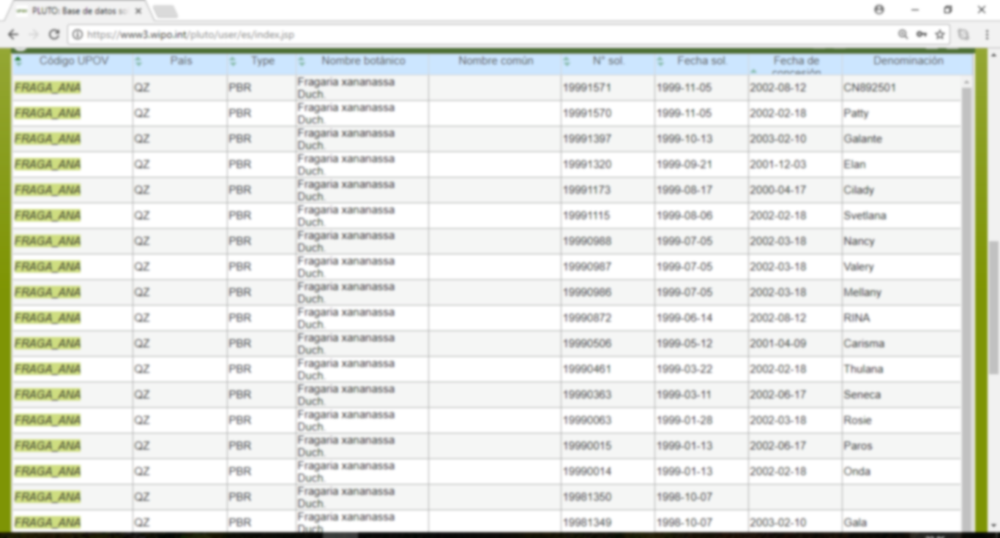 PLUTO: Base de datos
https://www3.wipo.int/pluto/user/es/index.jsp
Código UPOV País Type Nombre botánico Nombre común N° sol. Fecha sol. Fecha de concesión Denominación
FRAGA_ANA QZ PBR Fragaria xananassa Duch. 19991571 1999-11-05 2002-08-12 CN892501
FRAGA_ANA QZ PBR Fragaria xananassa Duch. 19991570 1999-11-05 2002-02-18 Patty
FRAGA_ANA QZ PBR Fragaria xananassa Duch. 19991397 1999-10-13 2003-02-10 Galante
FRAGA_ANA QZ PBR Fragaria xananassa Duch. 19991320 1999-09-21 2001-12-03 Elan
FRAGA_ANA QZ PBR Fragaria xananassa Duch. 19991173 1999-08-17 2000-04-17 Cilady
FRAGA_ANA QZ PBR Fragaria xananassa Duch. 19991115 1999-08-06 2002-02-18 Svetlana
FRAGA_ANA QZ PBR Fragaria xananassa Duch. 19990988 1999-07-05 2002-03-18 Nancy
FRAGA_ANA QZ PBR Fragaria xananassa Duch. 19990987 1999-07-05 2002-03-18 Valery
FRAGA_ANA QZ PBR Fragaria xananassa Duch. 19990986 1999-07-05 2002-03-18 Mellany
FRAGA_ANA QZ PBR Fragaria xananassa Duch. 19990872 1999-06-14 2002-08-12 RINA
FRAGA_ANA QZ PBR Fragaria xananassa Duch. 19990506 1999-05-12 2001-04-09 Carisma
FRAGA_ANA QZ PBR Fragaria xananassa Duch. 19990461 1999-03-22 2002-02-18 Thulana
FRAGA_ANA QZ PBR Fragaria xananassa Duch. 19990363 1999-03-11 2002-06-17 Seneca
FRAGA_ANA QZ PBR Fragaria xananassa Duch. 19990063 1999-01-28 2002-03-18 Rosie
FRAGA_ANA QZ PBR Fragaria xananassa Duch. 19990015 1999-01-13 2002-06-17 Paros
FRAGA_ANA QZ PBR Fragaria xananassa Duch. 19990014 1999-01-13 2002-02-18 Onda
FRAGA_ANA QZ PBR Fragaria xananassa Duch. 19981350 1998-10-07
FRAGA_ANA QZ PBR Fragaria xananassa Duch. 19981349 1998-10-07 2003-02-10 Gala